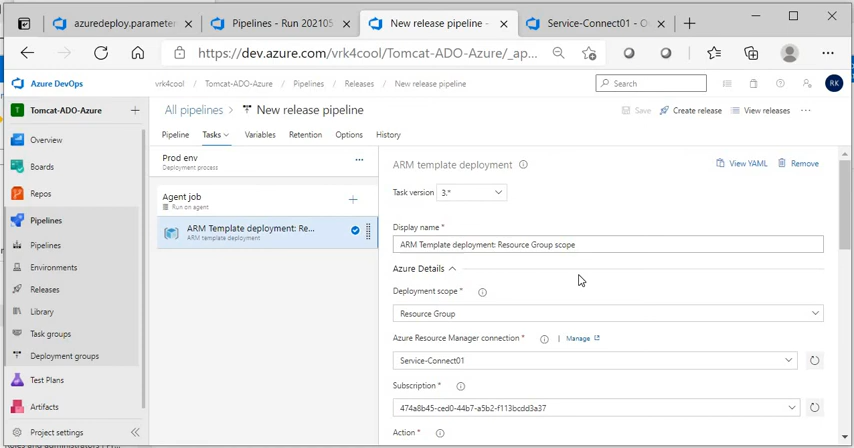 azuredeploy.parameter
Pipelines - Run 202105
New release pipeline -
Service-Connect01 - O
https://dev.azure.com/vrk4cool/Tomcat-ADO-Azure/_ap...
Azure DevOps
vrk4cool / Tomcat-ADO-Azure / Pipelines / Releases / New release pipeline
Search
RK
Tomcat-ADO-Azure
All pipelines > New release pipeline
Save
Create release
View releases
Pipeline Tasks Variables Retention Options History
Overview
Boards
Repos
Pipelines
Pipelines
Environments
Releases
Library
Task groups
Deployment groups
Test Plans
Artifacts
Project settings
Prod env
Deployment process
Agent job
Run on agent
ARM Template deployment: Re...
ARM template deployment
ARM template deployment
View YAML
Remove
Task version 3.*
Display name *
ARM Template deployment: Resource Group scope
Azure Details
Deployment scope *
Resource Group
Azure Resource Manager connection * | Manage
Service-Connect01
Subscription *
474a8b45-ced0-44b7-a5b2-f113bcdd3a37
Action *